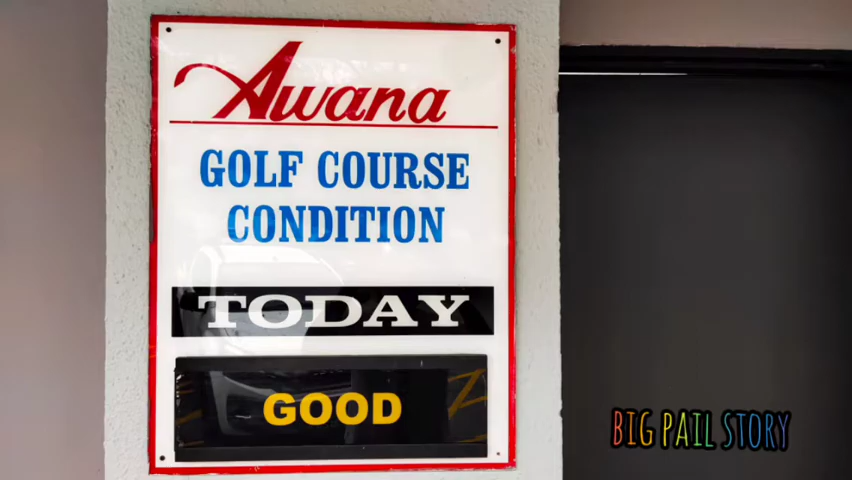 Awana
GOLF COURSE
CONDITION
TODAY
GOOD
BIG PAIL STORY